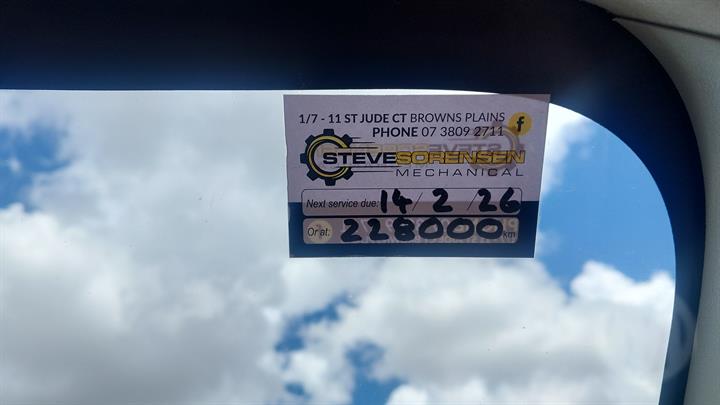 1/7 - 11 ST JUDE CT BROWNS PLAINS
PHONE 07 3809 2711
f
STEVE SORENSEN
MECHANICAL
Next service due: 14 / 2 / 26
Or at: 228000 km